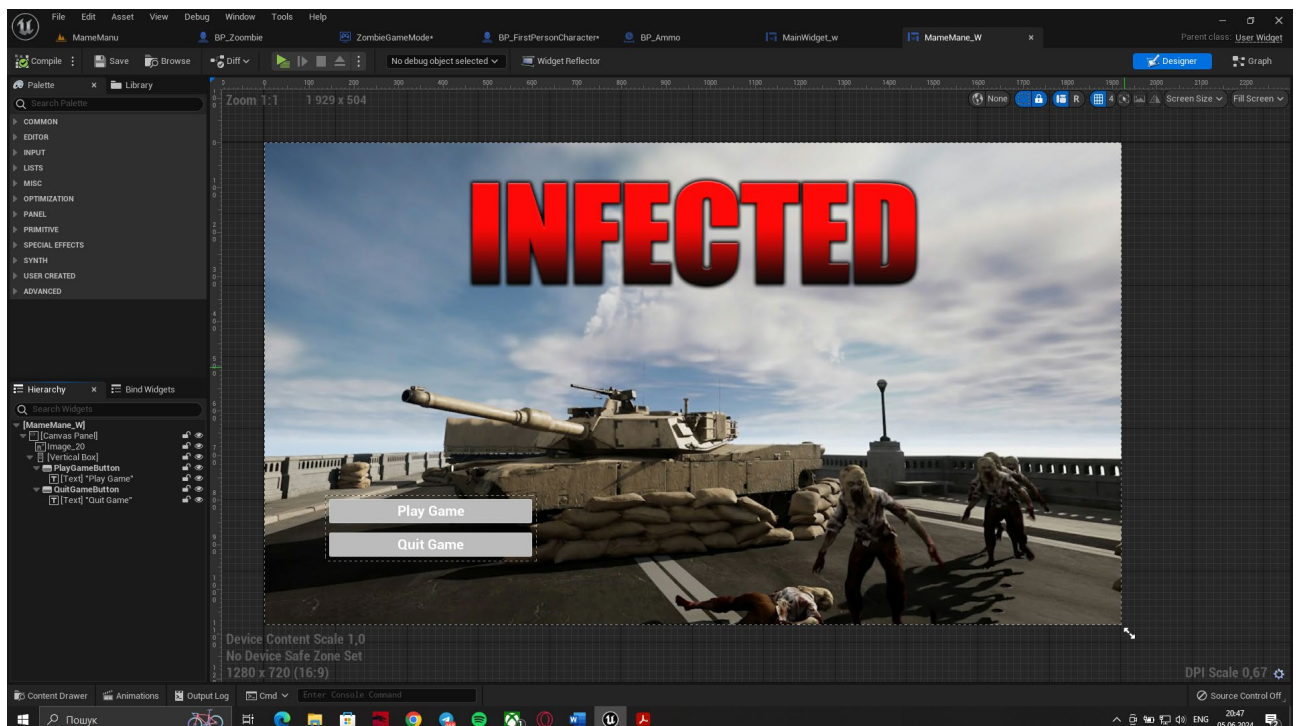 File Edit Asset View Debug Window Tools Help
MameManu BP_Zoombie ZombieGameMode* BP_FirstPersonCharacter* BP_Ammo MainWidget_w MameMane_W Parent class: User Widget
Compile Save Browse Diff No debug object selected Widget Reflector Designer Graph
Palette Library
Search Palette
Zoom 1:1 1 929 x 504 None R 4 Screen Size Fill Screen
COMMON
EDITOR
INPUT
LISTS
MISC
OPTIMIZATION
PANEL
PRIMITIVE
SPECIAL EFFECTS
SYNTH
USER CREATED
ADVANCED
INFECTED
Hierarchy Bind Widgets
Search Widgets
[MameMane_W]
[Canvas Panel]
Image_20
[Vertical Box]
PlayGameButton
[Text] "Play Game"
QuitGameButton
[Text] "Quit Game"
Play Game
Quit Game
Device Content Scale 1,0
No Device Safe Zone Set
1280 x 720 (16:9)
DPI Scale 0,67
Content Drawer Animations Output Log Cmd Enter Console Command Source Control Off
Пошук ENG 20:47
05.06.2024